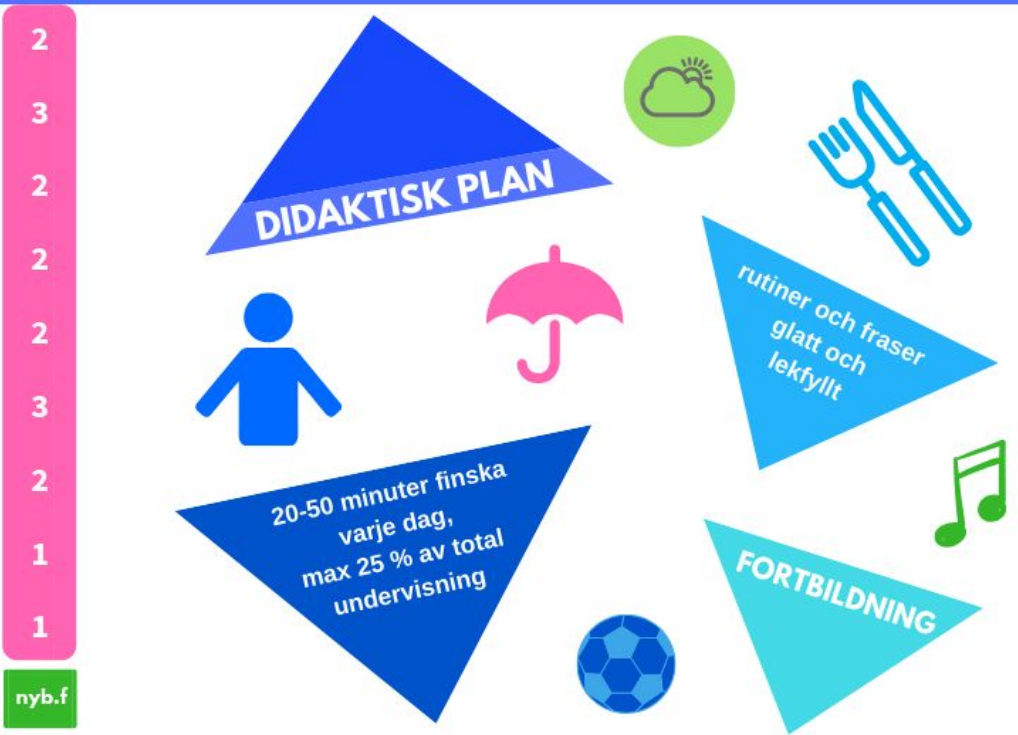 2
3
2
2
2
3
2
1
1
nyb.f
DIDAKTISK PLAN
rutiner och fraser
glatt och
lekfyllt
20-50 minuter finska
varje dag,
max 25 % av total
undervisning
FORTBILDNING